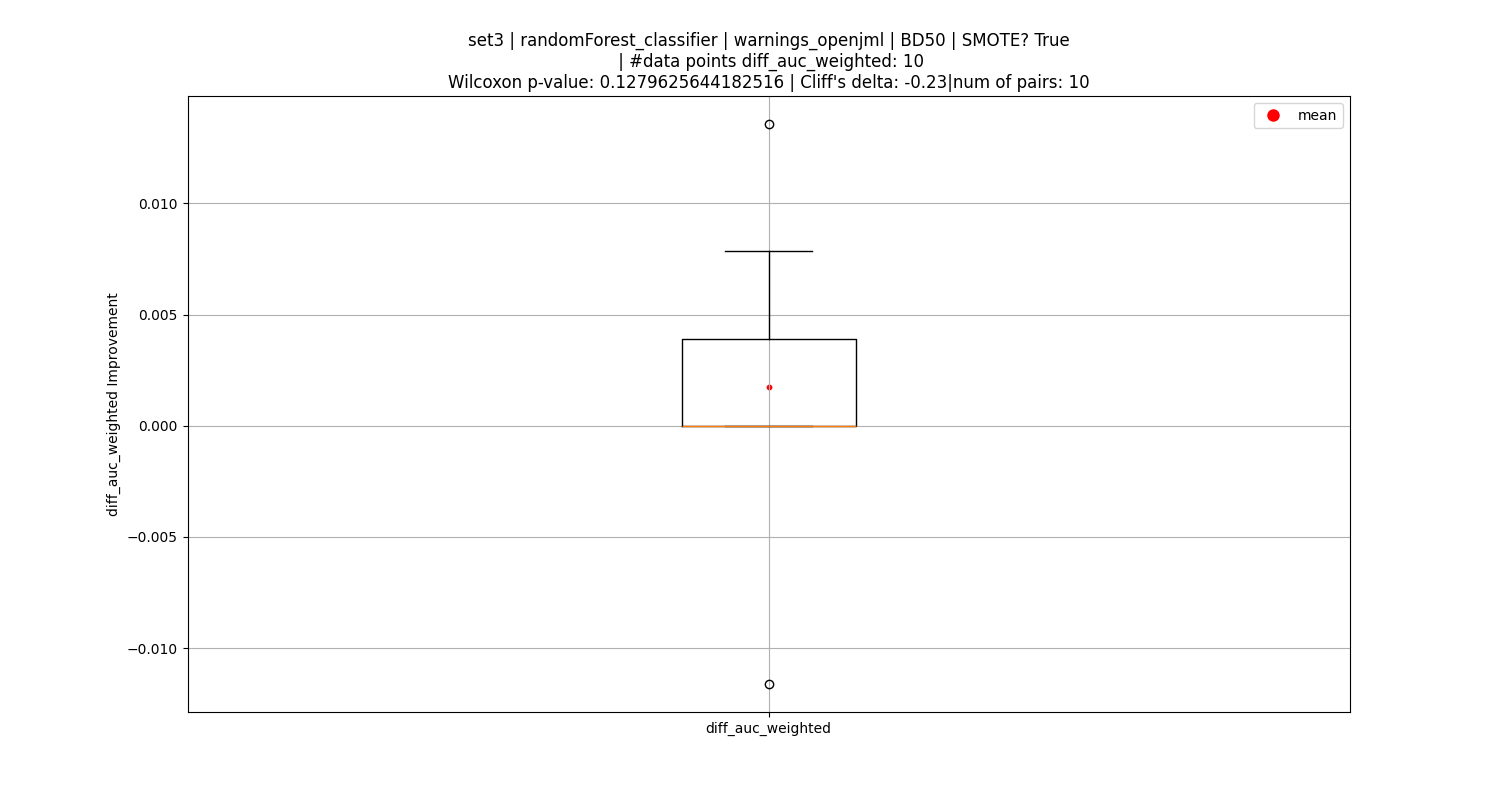 set3 | randomForest_classifier | warnings_openjml | BD50 | SMOTE? True
| #data points diff_auc_weighted: 10
Wilcoxon p-value: 0.1279625644182516 | Cliff's delta: -0.23|num of pairs: 10
mean
0.010
0.005
0.000
−0.005
−0.010
diff_auc_weighted Improvement
diff_auc_weighted